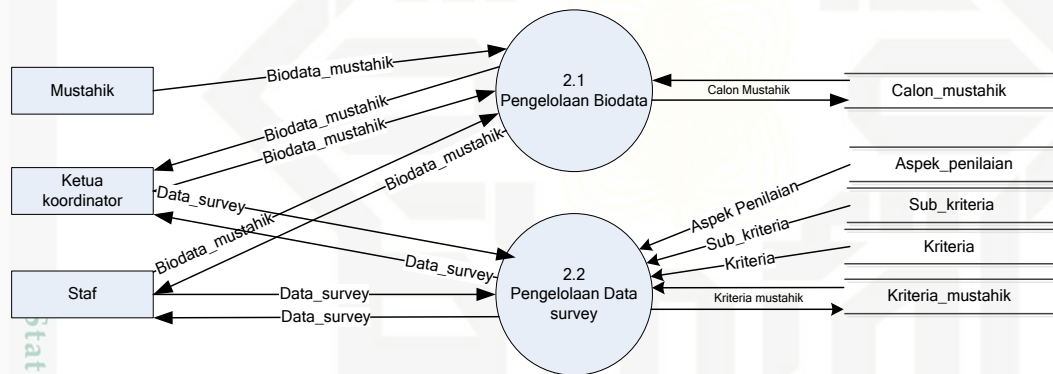 Mustahik
Ketua
koordinator
Staf
Biodata_mustahik
Biodata_mustahik
Biodata_mustahik
Biodata_mustahik
Biodata_mustahik
Data_survey
Data_survey
Data_survey
Data_survey
2.1
Pengelolaan Biodata
2.2
Pengelolaan Data
survey
Calon Mustahik
Aspek Penilaian
Sub_kriteria
Kriteria
Kriteria mustahik
Calon_mustahik
Aspek_penilaian
Sub_kriteria
Kriteria
Kriteria_mustahik
Stat